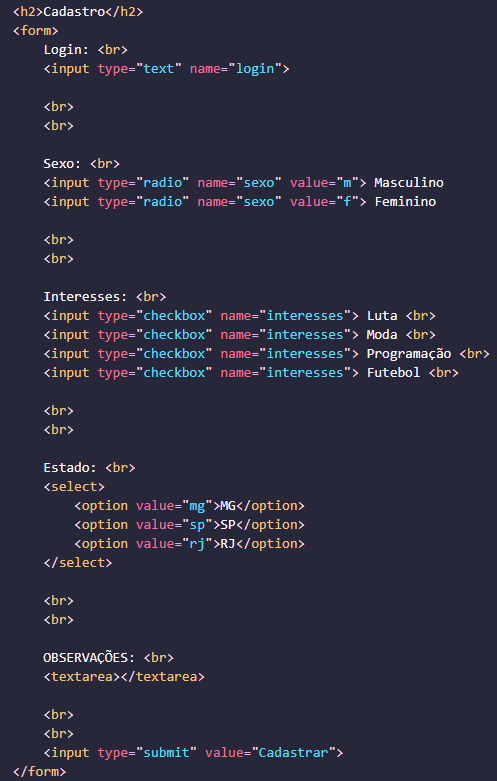 <h2>Cadastro</h2>
<form>
    Login: <br>
    <input type="text" name="login">

    <br>
    <br>

    Sexo: <br>
    <input type="radio" name="sexo" value="m"> Masculino
    <input type="radio" name="sexo" value="f"> Feminino

    <br>
    <br>

    Interesses: <br>
    <input type="checkbox" name="interesses"> Luta <br>
    <input type="checkbox" name="interesses"> Moda <br>
    <input type="checkbox" name="interesses"> Programação <br>
    <input type="checkbox" name="interesses"> Futebol <br>

    <br>
    <br>

    Estado: <br>
    <select>
        <option value="mg">MG</option>
        <option value="sp">SP</option>
        <option value="rj">RJ</option>
    </select>

    <br>
    <br>

    OBSERVAÇÕES: <br>
    <textarea></textarea>

    <br>
    <br>
    <input type="submit" value="Cadastrar">
</form>